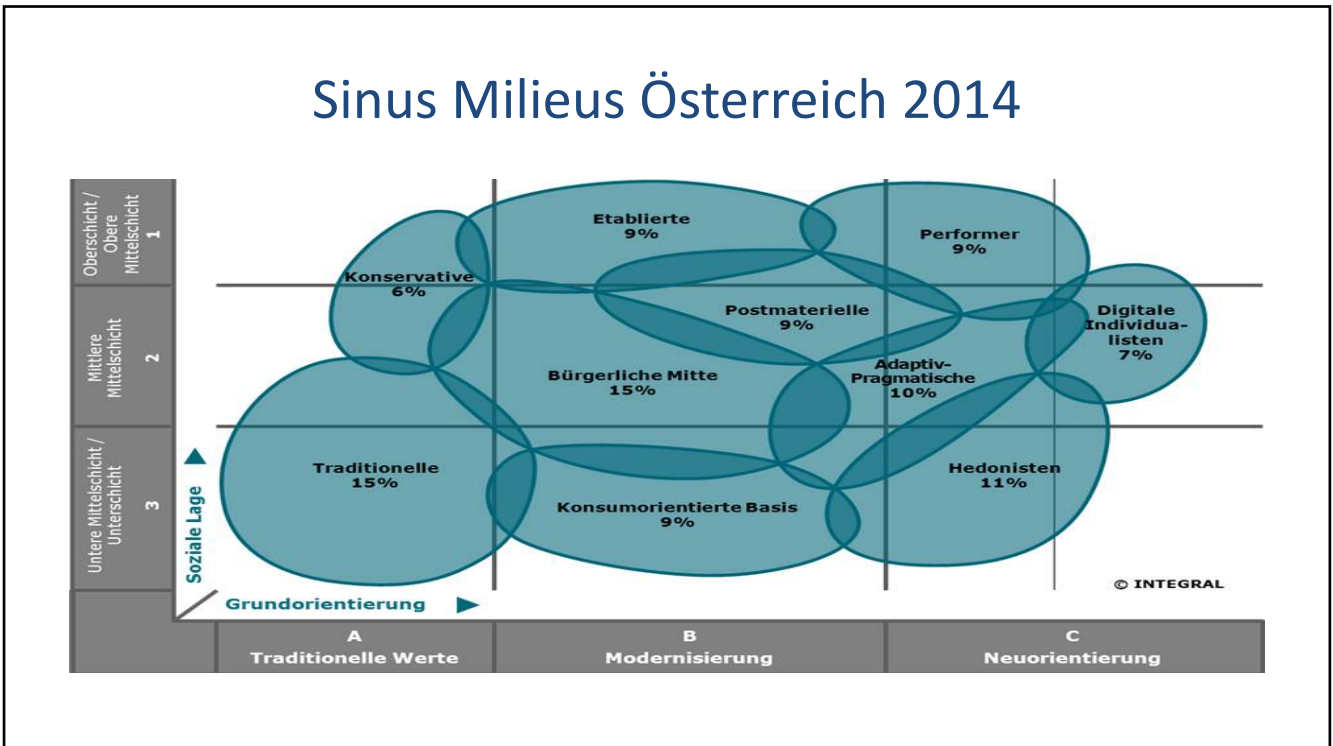 Sinus Milieus Österreich 2014
Oberschicht /
Obere
Mittelschicht
1
Mittlere
Mittelschicht
2
Untere Mittelschicht /
Unterschicht
3
Soziale Lage
Etablierte
9%
Performer
9%
Konservative
6%
Postmaterielle
9%
Digitale
Individua-
listen
7%
Bürgerliche Mitte
15%
Adaptiv-
Pragmatische
10%
Traditionelle
15%
Hedonisten
11%
Konsumorientierte Basis
9%
© INTEGRAL
Grundorientierung
A
Traditionelle Werte
B
Modernisierung
C
Neuorientierung